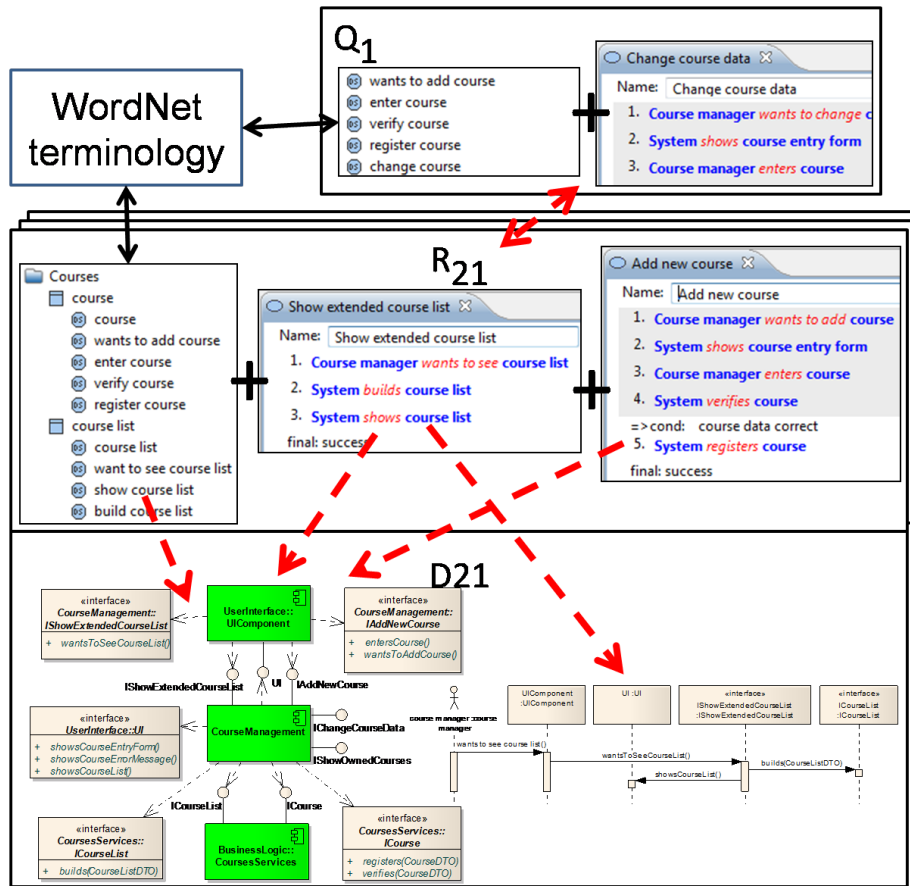 Q1
WordNet
terminology
wants to add course
enter course
verify course
register course
change course
+
Change course data
Name: Change course data
1. Course manager wants to change c
2. System shows course entry form
3. Course manager enters course
R21
Courses
course
course
wants to add course
enter course
verify course
register course
course list
course list
want to see course list
show course list
build course list
+
Show extended course list
Name: Show extended course list
1. Course manager wants to see course list
2. System builds course list
3. System shows course list
final: success
+
Add new course
Name: Add new course
1. Course manager wants to add course
2. System shows course entry form
3. Course manager enters course
4. System verifies course
=>cond: course data correct
5. System registers course
final: success
D21
«interface»
CourseManagement::
IShowExtendedCourseList
+ wantsToSeeCourseList()
UserInterface::
UIComponent
«interface»
CourseManagement::
IAddNewCourse
+ entersCourse()
+ wantsToAddCourse()
IShowExtendedCourseList
UI
IAddNewCourse
«interface»
UserInterface::UI
+ showsCourseEntryForm()
+ showsCourseErrorMessage()
+ showsCourseList()
CourseManagement
IChangeCourseData
IShowOwnedCourses
ICourseList
ICourse
«interface»
CoursesServices::
ICourseList
+ builds(CourseListDTO)
BusinessLogic::
CoursesServices
«interface»
CoursesServices::
ICourse
+ registers(CourseDTO)
+ verifies(CourseDTO)
course manager :course
manager
UIComponent
:UIComponent
UI :UI
«interface»
IShowExtendedCourseList
:IShowExtendedCourseList
«interface»
ICourseList
:ICourseList
wants to see course list()
wantsToSeeCourseList()
showsCourseList()
builds(CourseListDTO)